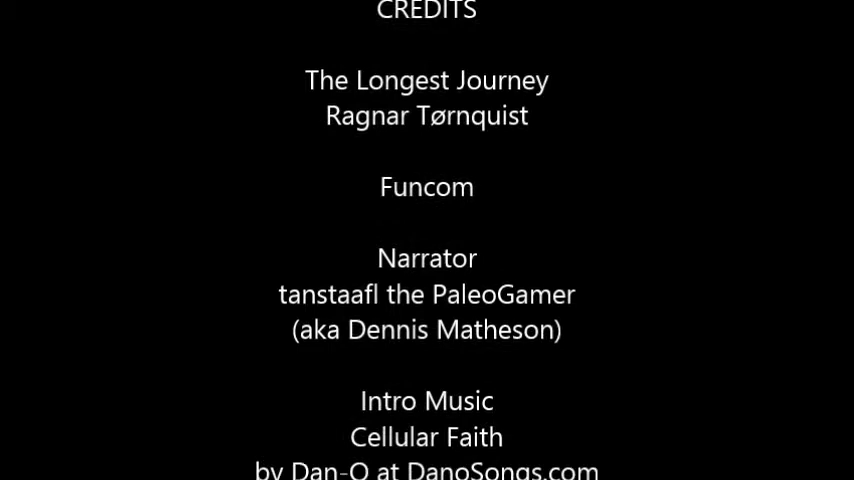 CREDITS
The Longest Journey
Ragnar Tørnquist
Funcom
Narrator
tanstaafl the PaleoGamer
(aka Dennis Matheson)
Intro Music
Cellular Faith
by Dan-O at DanoSongs.com